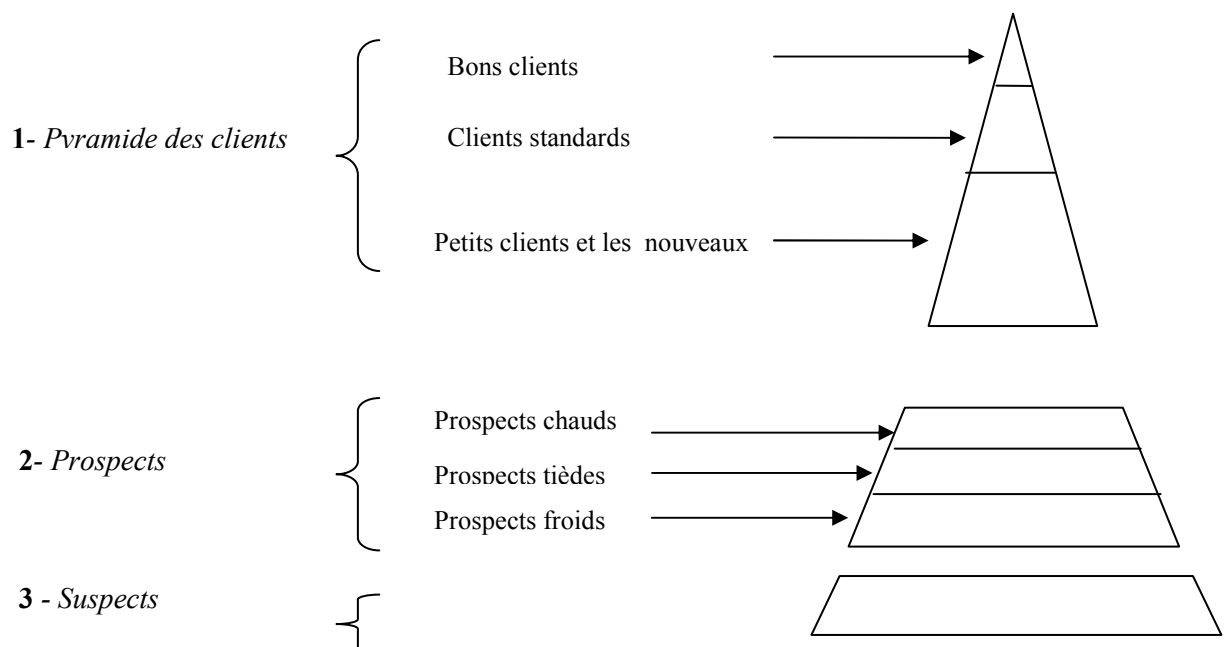 Bons clients
1- Pyramide des clients
Clients standards
Petits clients et les nouveaux
Prospects chauds
2- Prospects
Prospects tièdes
Prospects froids
3 - Suspects